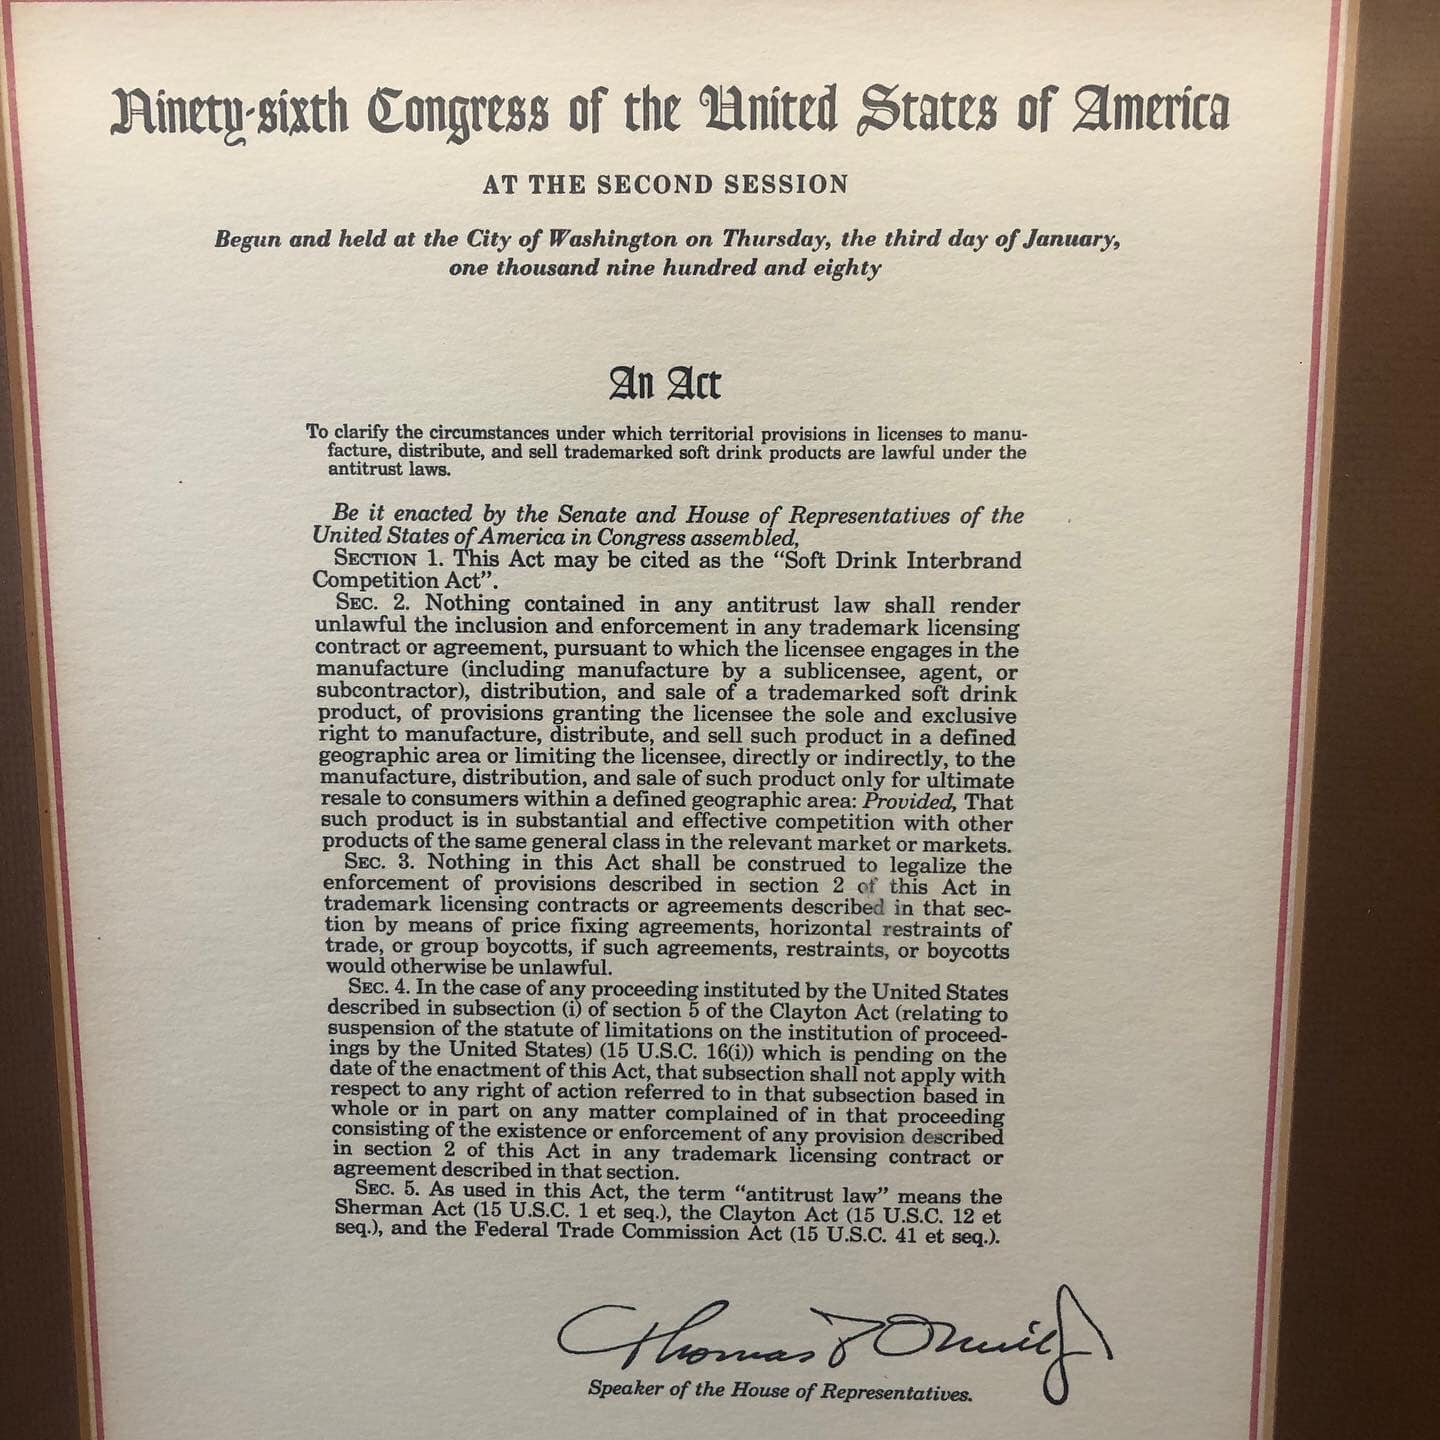 Ninety-sixth Congress of the United States of America
AT THE SECOND SESSION
Begun and held at the City of Washington on Thursday, the third day of January,
one thousand nine hundred and eighty
An Act
To clarify the circumstances under which territorial provisions in licenses to manu-
facture, distribute, and sell trademarked soft drink products are lawful under the
antitrust laws.
Be it enacted by the Senate and House of Representatives of the
United States of America in Congress assembled,
SECTION 1. This Act may be cited as the “Soft Drink Interbrand
Competition Act”.
SEC. 2. Nothing contained in any antitrust law shall render
unlawful the inclusion and enforcement in any trademark licensing
contract or agreement, pursuant to which the licensee engages in the
manufacture (including manufacture by a sublicensee, agent, or
subcontractor), distribution, and sale of a trademarked soft drink
product, of provisions granting the licensee the sole and exclusive
right to manufacture, distribute, and sell such product in a defined
geographic area or limiting the licensee, directly or indirectly, to the
manufacture, distribution, and sale of such product only for ultimate
resale to consumers within a defined geographic area: Provided, That
such product is in substantial and effective competition with other
products of the same general class in the relevant market or markets.
SEC. 3. Nothing in this Act shall be construed to legalize the
enforcement of provisions described in section 2 of this Act in
trademark licensing contracts or agreements described in that sec-
tion by means of price fixing agreements, horizontal restraints of
trade, or group boycotts, if such agreements, restraints, or boycotts
would otherwise be unlawful.
SEC. 4. In the case of any proceeding instituted by the United States
described in subsection (i) of section 5 of the Clayton Act (relating to
suspension of the statute of limitations on the institution of proceed-
ings by the United States) (15 U.S.C. 16(i)) which is pending on the
date of the enactment of this Act, that subsection shall not apply with
respect to any right of action referred to in that subsection based in
whole or in part on any matter complained of in that proceeding
consisting of the existence or enforcement of any provision described
in section 2 of this Act in any trademark licensing contract or
agreement described in that section.
SEC. 5. As used in this Act, the term “antitrust law” means the
Sherman Act (15 U.S.C. 1 et seq.), the Clayton Act (15 U.S.C. 12 et
seq.), and the Federal Trade Commission Act (15 U.S.C. 41 et seq.).
Thomas P O'Neill Jr
Speaker of the House of Representatives.